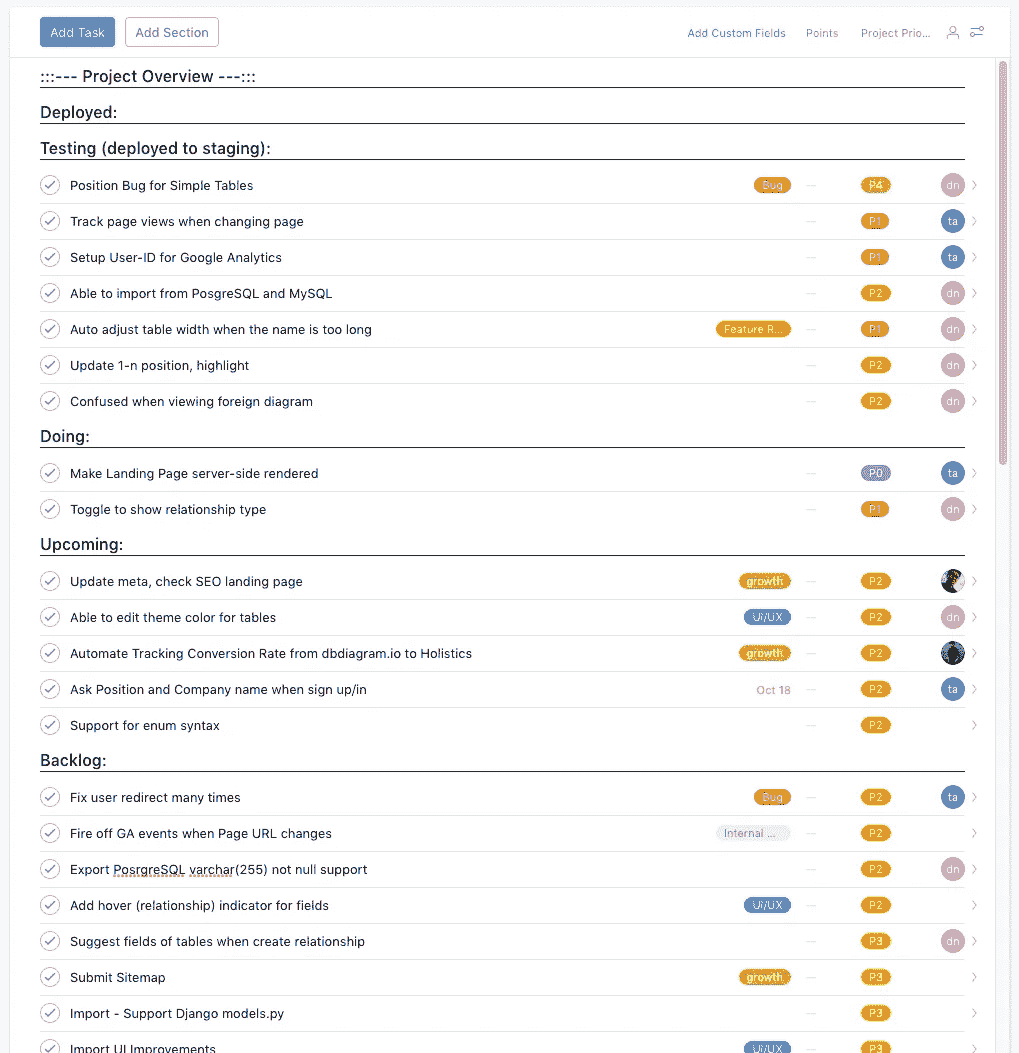 Add Task Add Section Add Custom Fields Points Project Prio...
:::--- Project Overview ---:::
Deployed:
Testing (deployed to staging):
Position Bug for Simple Tables Bug — P4 dn
Track page views when changing page — P1 ta
Setup User-ID for Google Analytics — P1 ta
Able to import from PosgreSQL and MySQL — P2 dn
Auto adjust table width when the name is too long Feature R... — P1 dn
Update 1-n position, highlight — P2 dn
Confused when viewing foreign diagram — P2 dn
Doing:
Make Landing Page server-side rendered — P0 ta
Toggle to show relationship type — P1 dn
Upcoming:
Update meta, check SEO landing page growth — P2
Able to edit theme color for tables Ui/UX — P2 dn
Automate Tracking Conversion Rate from dbdiagram.io to Holistics growth — P2
Ask Position and Company name when sign up/in Oct 18 — P2 ta
Support for enum syntax — P2
Backlog:
Fix user redirect many times Bug — P2 ta
Fire off GA events when Page URL changes Internal ... — P2
Export PosrgreSQL varchar(255) not null support — P2 dn
Add hover (relationship) indicator for fields Ui/UX — P2
Suggest fields of tables when create relationship — P3 dn
Submit Sitemap growth — P3
Import - Support Django models.py — P3
Import UI Improvements Ui/UX — P3